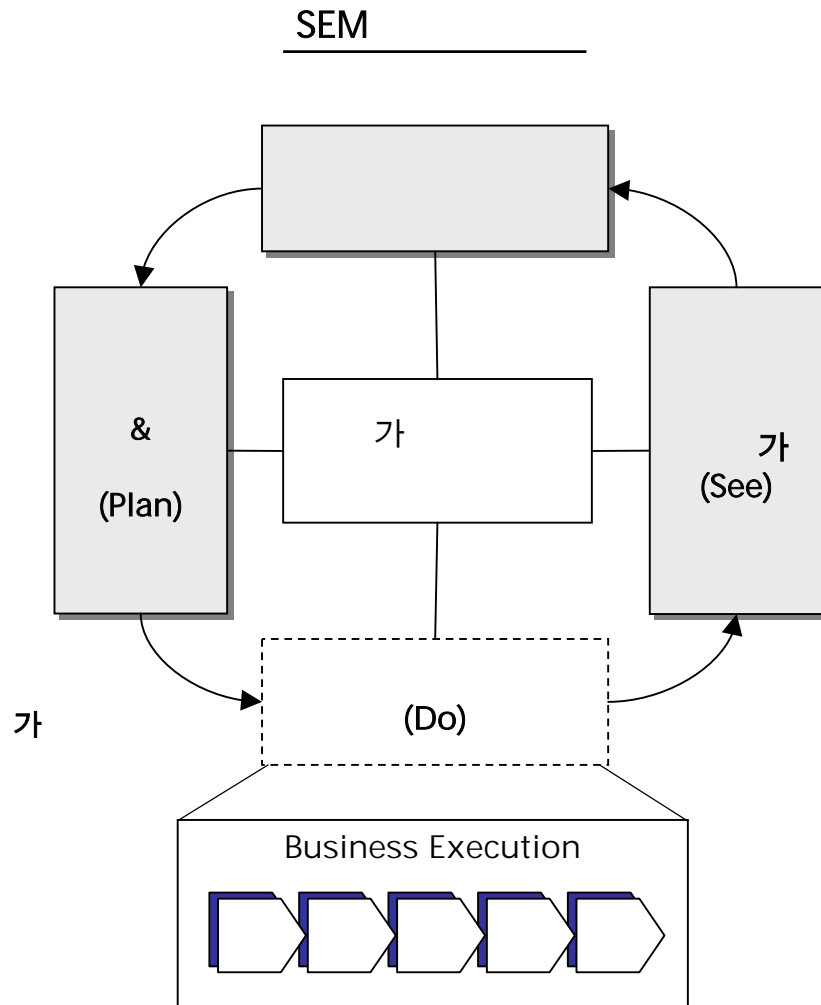 SEM
가
&
(Plan)
가
(See)
가
(Do)
Business Execution